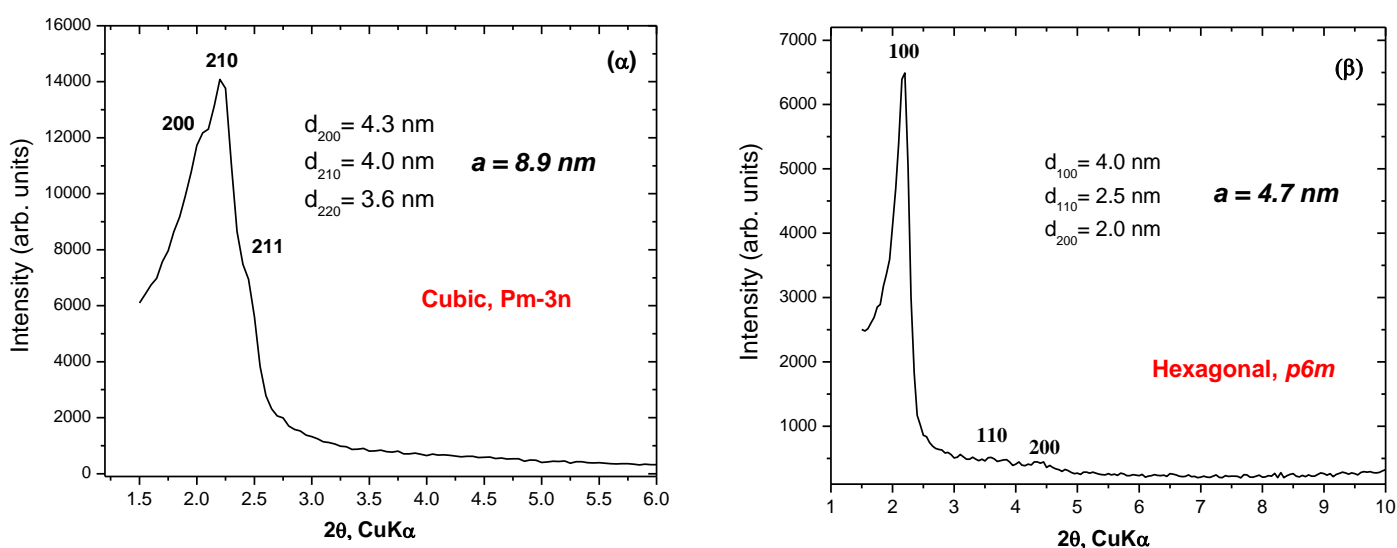 16000
14000
12000
10000
8000
6000
4000
2000
0
Intensity (arb. units)
210
200
211
(α)
d200= 4.3 nm
d210= 4.0 nm
d220= 3.6 nm
a = 8.9 nm
Cubic, Pm-3n
1.5 2.0 2.5 3.0 3.5 4.0 4.5 5.0 5.5 6.0
2θ, CuKα
7000
6000
5000
4000
3000
2000
1000
Intensity (arb. units)
100
(β)
d100= 4.0 nm
d110= 2.5 nm
d200= 2.0 nm
a = 4.7 nm
Hexagonal, p6m
110
200
1 2 3 4 5 6 7 8 9 10
2θ, CuKα